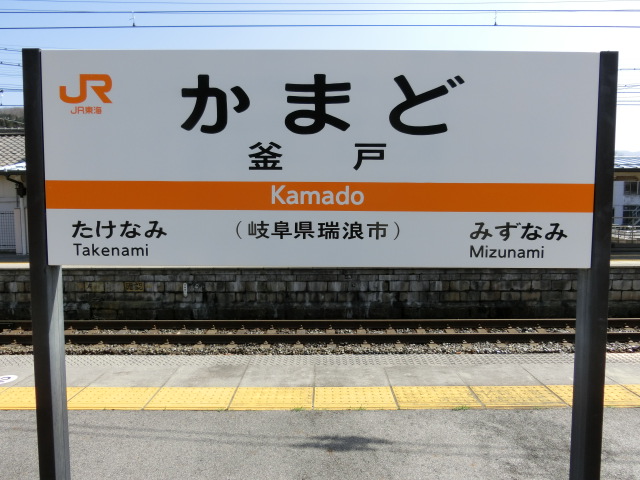 JR
JR東海
かまど
釜戸
Kamado
たけなみ
Takenami
（岐阜県瑞浪市）
みずなみ
Mizunami